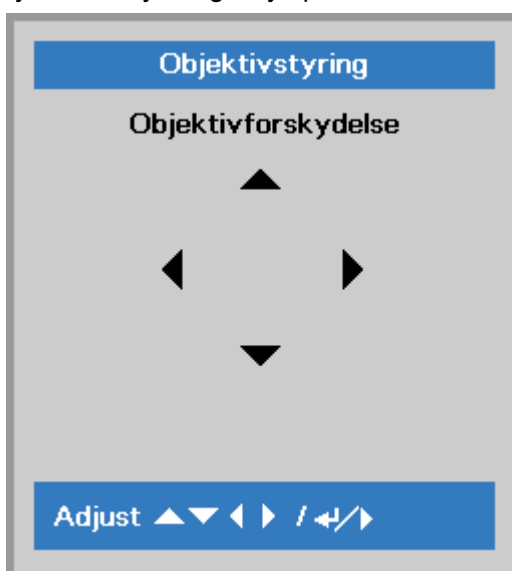 Objektivstyring
Objektivforskydelse
Adjust ▲▼◀ ▶ / ↵/▶